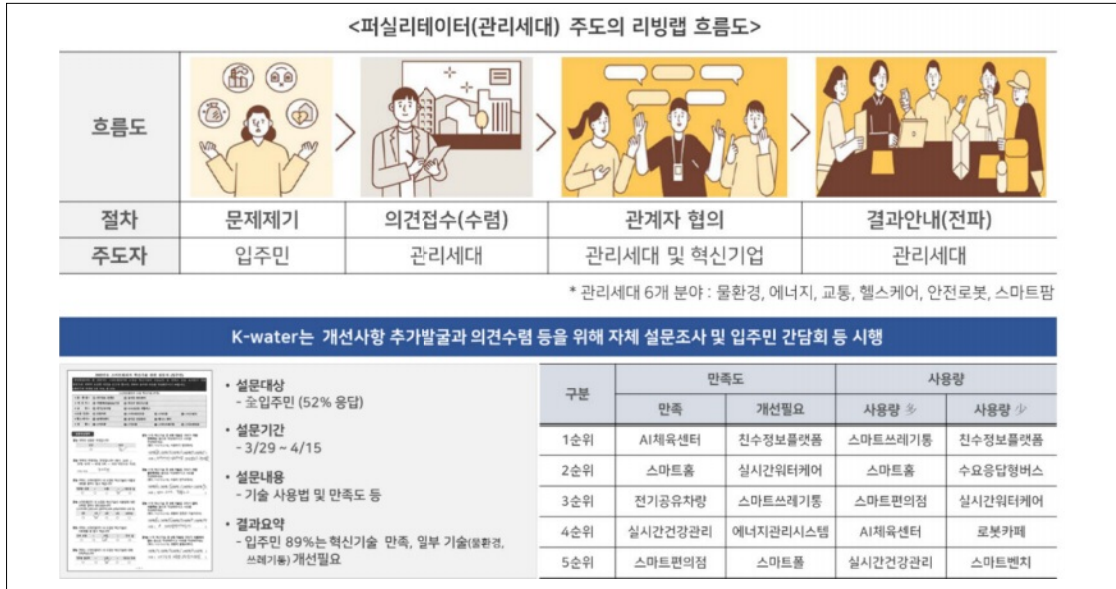 <퍼실리테이터(관리세대) 주도의 리빙랩 흐름도>
흐름도
절차 문제제기 의견접수(수렴) 관계자 협의 결과안내(전파)
주도자 입주민 관리세대 관리세대 및 혁신기업 관리세대
* 관리세대 6개 분야 : 물환경, 에너지, 교통, 헬스케어, 안전로봇, 스마트팜
K-water는 개선사항 추가발굴과 의견수렴 등을 위해 자체 설문조사 및 입주민 간담회 등 시행
• 설문대상
- 全입주민 (52% 응답)
• 설문기간
- 3/29 ~ 4/15
• 설문내용
- 기술 사용법 및 만족도 등
• 결과요약
- 입주민 89%는 혁신기술 만족, 일부 기술(물환경,
쓰레기통) 개선필요
구분 만족도 사용량
만족 개선필요 사용량 多 사용량 少
1순위 AI체육센터 친수정보플랫폼 스마트쓰레기통 친수정보플랫폼
2순위 스마트홈 실시간워터케어 스마트홈 수요응답형버스
3순위 전기공유차량 스마트쓰레기통 스마트편의점 실시간워터케어
4순위 실시간건강관리 에너지관리시스템 AI체육센터 로봇카페
5순위 스마트편의점 스마트폴 실시간건강관리 스마트벤치